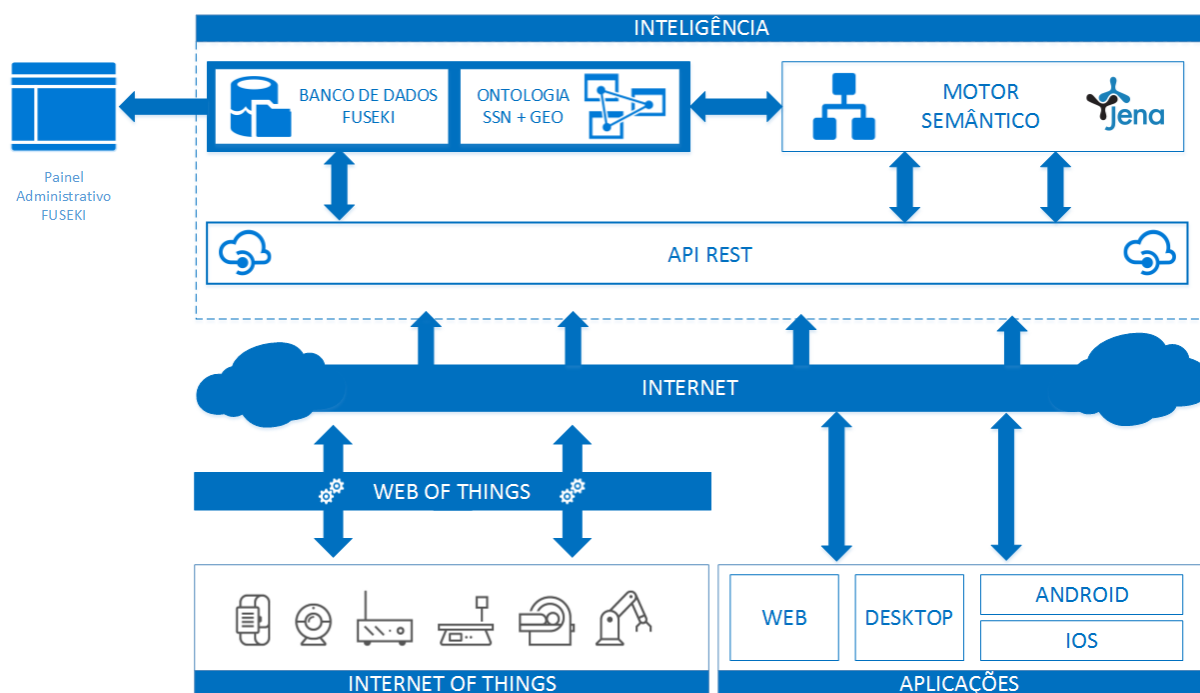 INTELIGÊNCIA
BANCO DE DADOS
FUSEKI
ONTOLOGIA
SSN + GEO
MOTOR
SEMÂNTICO
jena
Painel
Administrativo
FUSEKI
API REST
INTERNET
WEB OF THINGS
WEB
DESKTOP
ANDROID
IOS
INTERNET OF THINGS
APLICAÇÕES